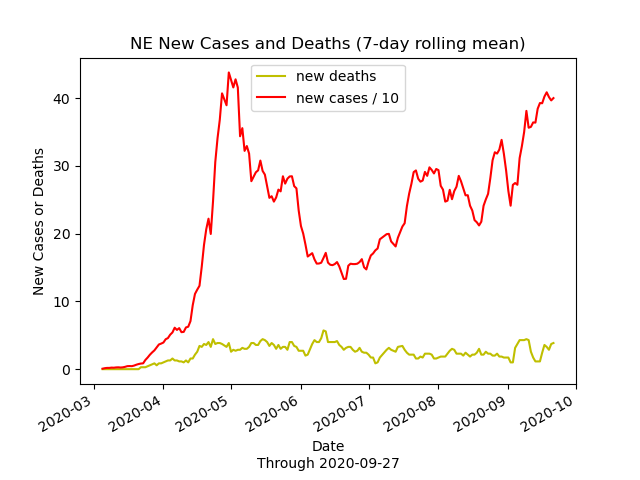 NE New Cases and Deaths (7-day rolling mean)
new deaths
new cases / 10
40
30
20
10
0
New Cases or Deaths
2020-03
2020-04
2020-05
2020-06
2020-07
2020-08
2020-09
2020-10
Date
Through 2020-09-27